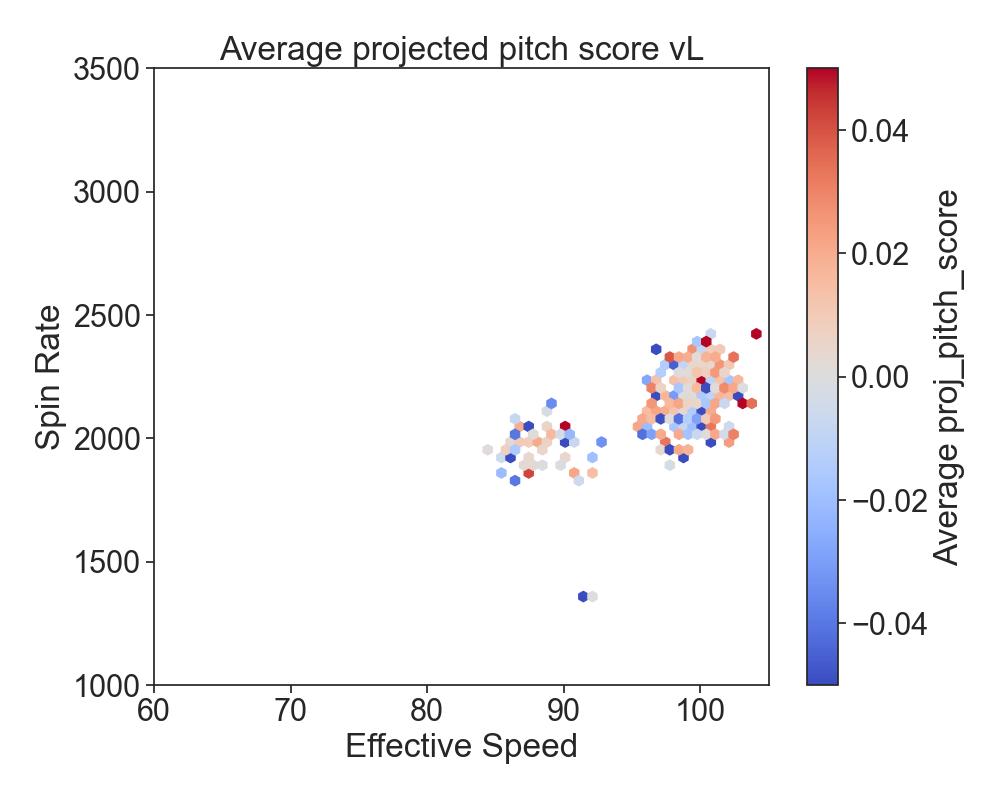 Average projected pitch score vL
3500
3000
2500
2000
1500
1000
Spin Rate
60 70 80 90 100
Effective Speed
0.04
0.02
0.00
−0.02
−0.04
Average proj_pitch_score